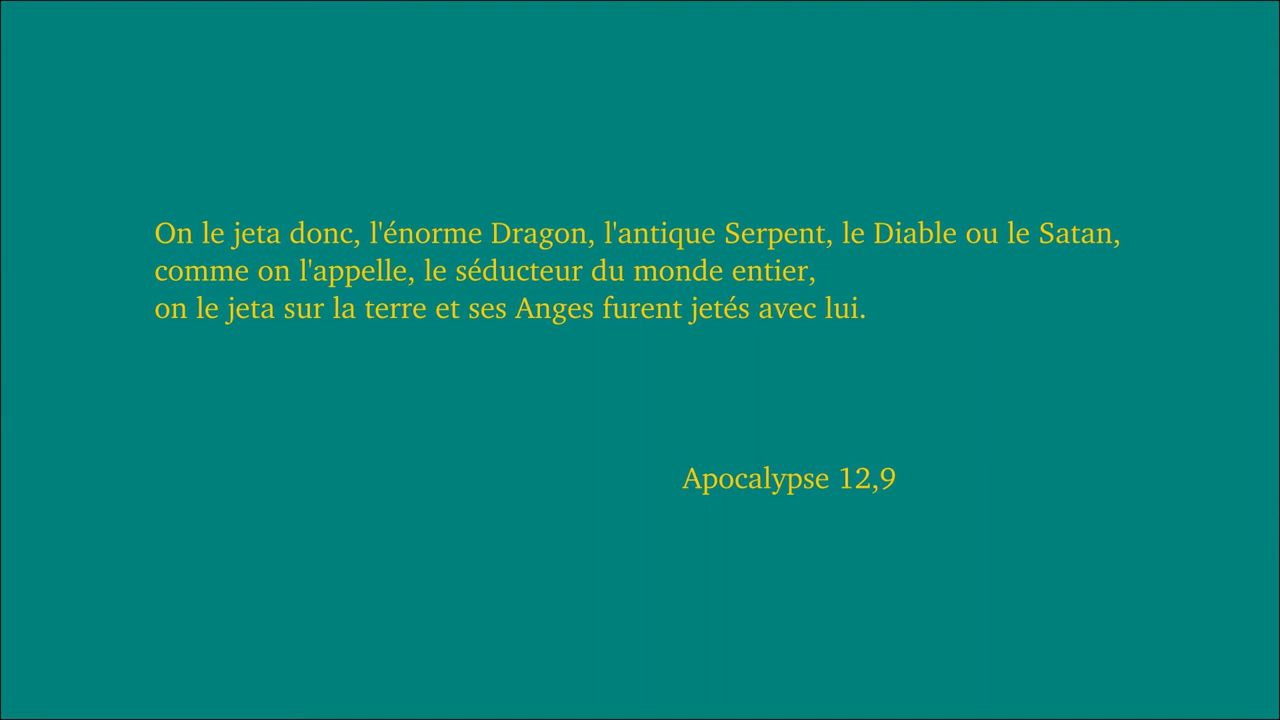 On le jeta donc, l'énorme Dragon, l'antique Serpent, le Diable ou le Satan,
comme on l'appelle, le séducteur du monde entier,
on le jeta sur la terre et ses Anges furent jetés avec lui.
Apocalypse 12,9